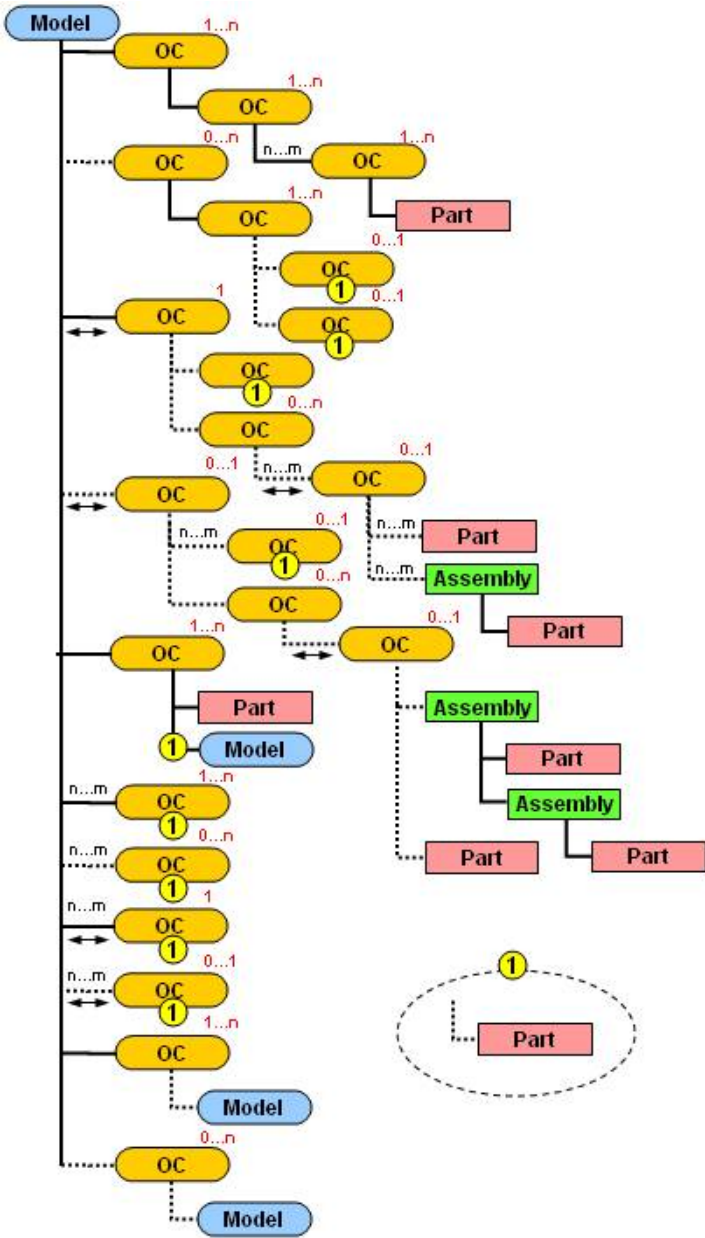 Model
1...n
OC
1...n
OC
0...n
n...m
1...n
OC
OC
1...n
Part
OC
0...1
OC
1
0...1
1
OC
OC
1
OC
1
0...n
OC
0...1
n...m
0...1
OC
OC
n...m
0...1
n...m
Part
OC
1
n...m
Assembly
0...n
OC
0...1
Part
1...n
OC
OC
Part
Assembly
1
Model
Part
1...n
n...m
OC
1
Assembly
0...n
n...m
OC
1
Part
Part
1
n...m
OC
1
0...1
n...m
OC
1
1
1...n
Part
OC
Model
0...n
OC
Model